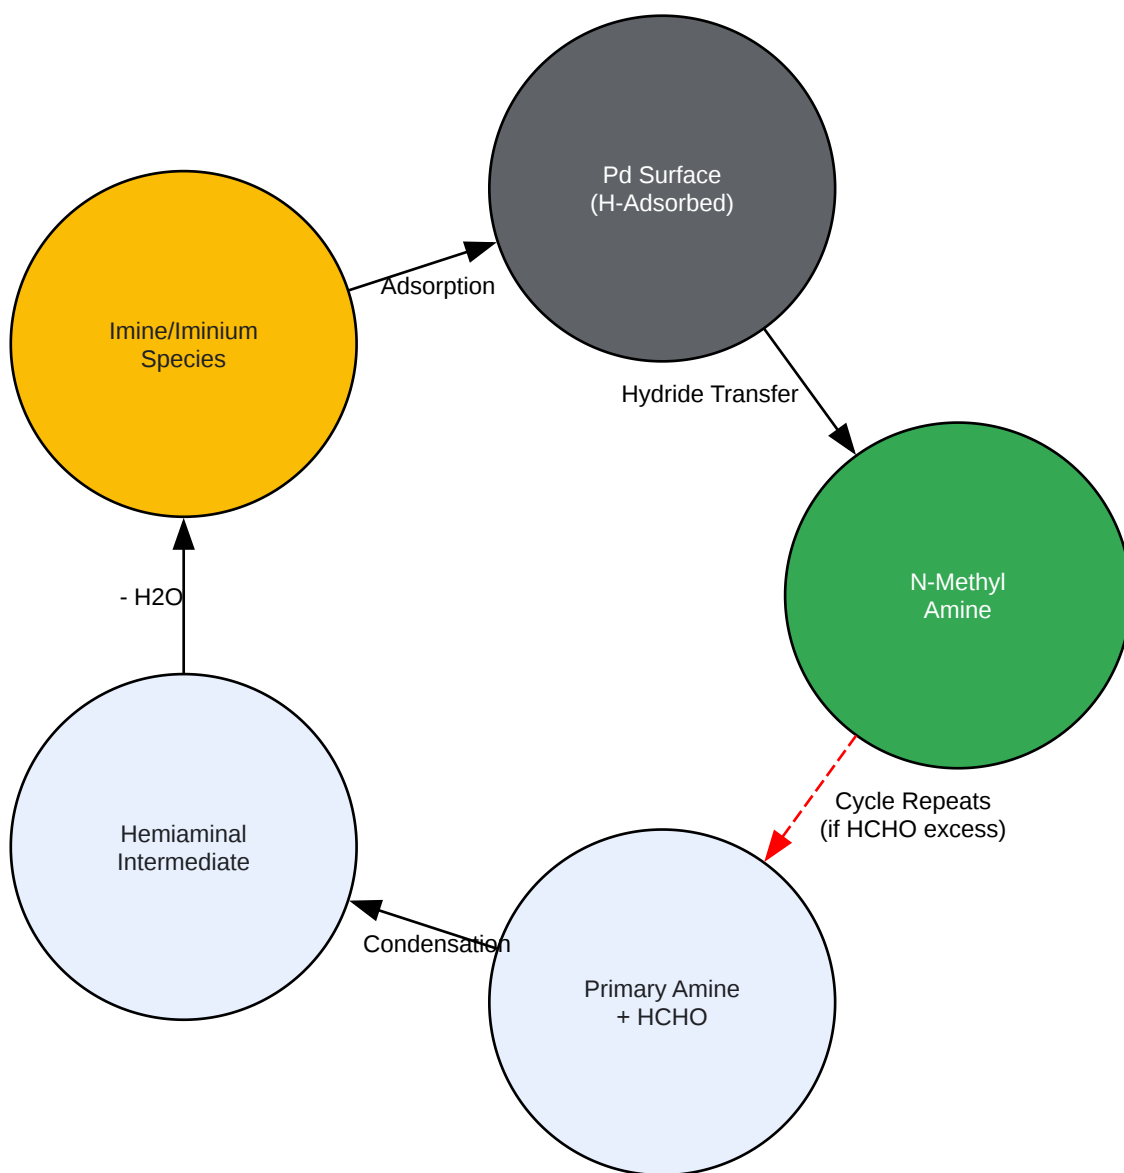 Pd Surface
(H-Adsorbed)
Imine/Iminium
Species
Adsorption
Hydride Transfer
N-Methyl
Amine
- H2O
Cycle Repeats
(if HCHO excess)
Hemiaminal
Intermediate
Condensation
Primary Amine
+ HCHO